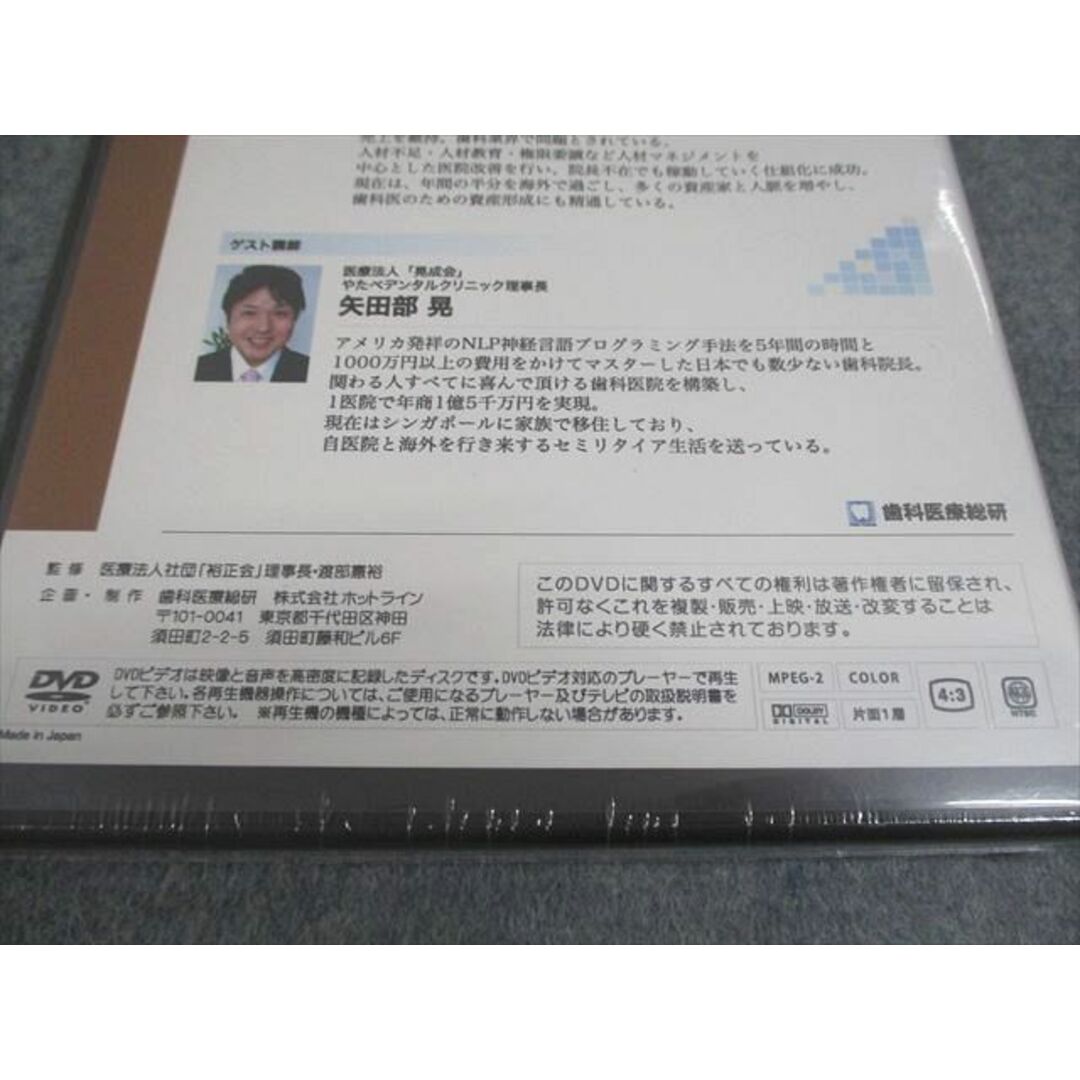 売上を維持。歯科業界で問題とされている。
人材不足・人材教育・権限委譲など人材マネジメントを
中心とした医院改善を行い、院長不在でも稼動していく仕組化に成功。
現在は、年間の半分を海外で過ごし、多くの資産家と人脈を増やし、
歯科医のための資産形成にも精通している。
ゲスト講師
医療法人「晃成会」
やたべデンタルクリニック理事長
矢田部 晃
アメリカ発祥のNLP神経言語プログラミング手法を5年間の時間と
1000万円以上の費用をかけてマスターした日本でも数少ない歯科院長。
関わる人すべてに喜んで頂ける歯科医院を構築し、
1医院で年商1億5千万円を実現。
現在はシンガポールに家族で移住しており、
自医院と海外を行き来するセミリタイア生活を送っている。
歯科医療総研
監修 医療法人社団「裕正会」理事長・渡部憲裕
企画・制作 歯科医療総研 株式会社ホットライン
〒101-0041 東京都千代田区神田
須田町2-2-5 須田町藤和ビル6F
このDVDに関するすべての権利は著作権者に留保され、
許可なくこれを複製・販売・上映・放送・改変することは
法律により硬く禁止されております。
DVD VIDEO
DVDビデオは映像と音声を高密度に記録したディスクです。DVDビデオ対応のプレーヤーで再生
して下さい。各再生機器操作については、ご使用になるプレーヤー及びテレビの取扱説明書を
必ずご参照下さい。 ※再生機の機種によっては、正常に動作しない場合があります。
MPEG-2
COLOR
DOLBY DIGITAL
片面1層
4:3
NTSC
Made in Japan